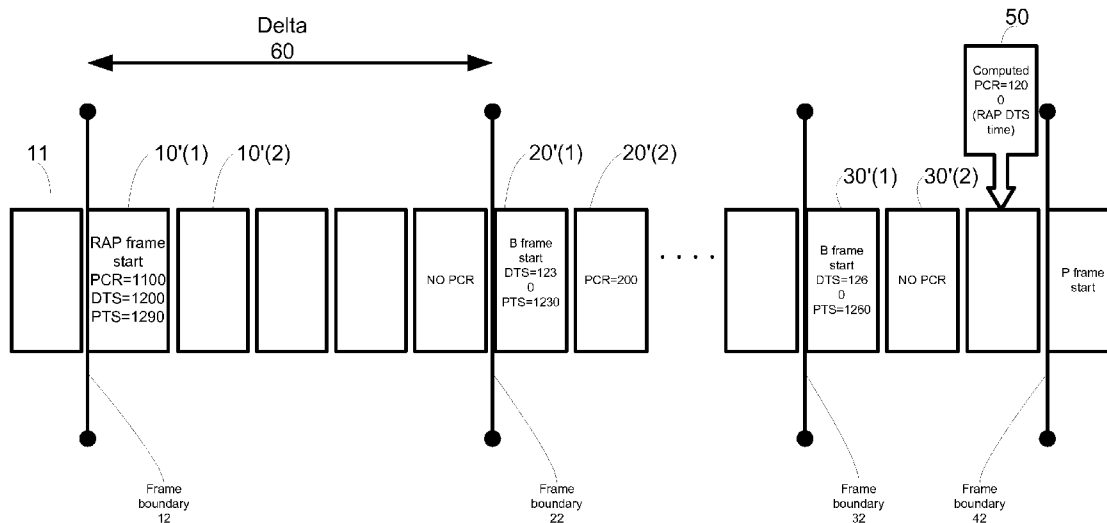 50
Delta
60
Computed
PCR=120
0
(RAP DTS
time)
11
10'(1)
10'(2)
20'(1)
20'(2)
30'(1)
30'(2)
RAP frame
start
PCR=1100
DTS=1200
PTS=1290
NO PCR
B frame
start
DTS=123
0
PTS=1230
PCR=200
. . . . .
B frame
start
DTS=126
0
PTS=1260
NO PCR
P frame
start
Frame
boundary
12
Frame
boundary
22
Frame
boundary
32
Frame
boundary
42